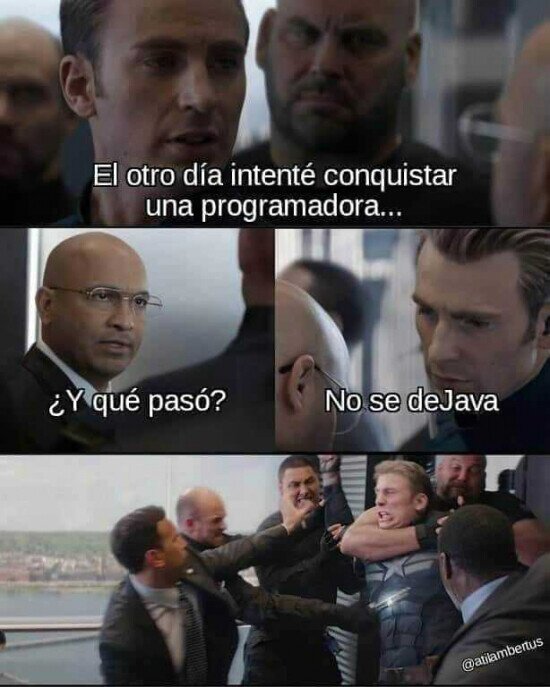 El otro día intenté conquistar
una programadora...
¿Y qué pasó?
No se deJava
@atilambertus